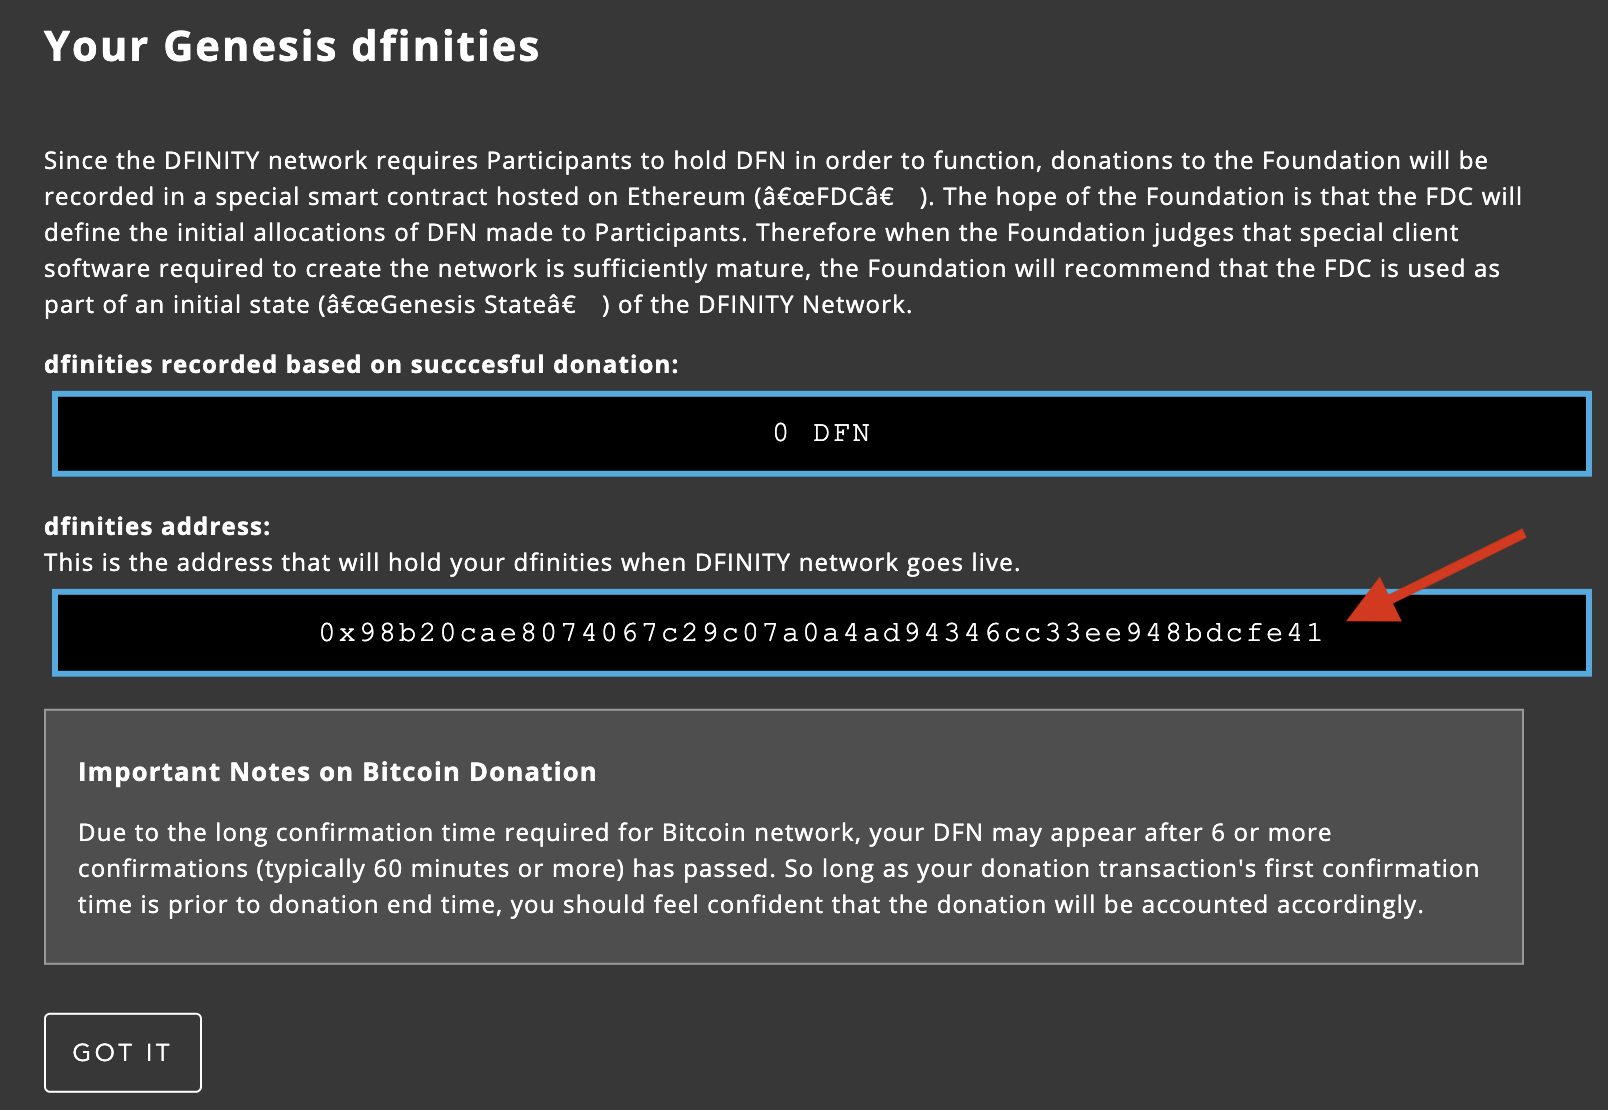 Your Genesis dfinities
Since the DFINITY network requires Participants to hold DFN in order to function, donations to the Foundation will be
recorded in a special smart contract hosted on Ethereum (â€œFDCâ€ ). The hope of the Foundation is that the FDC will
define the initial allocations of DFN made to Participants. Therefore when the Foundation judges that special client
software required to create the network is sufficiently mature, the Foundation will recommend that the FDC is used as
part of an initial state (â€œGenesis Stateâ€ ) of the DFINITY Network.
dfinities recorded based on succcesful donation:
0 DFN
dfinities address:
This is the address that will hold your dfinities when DFINITY network goes live.
0x98b20cae8074067c29c07a0a4ad94346cc33ee948bdcfe41
Important Notes on Bitcoin Donation
Due to the long confirmation time required for Bitcoin network, your DFN may appear after 6 or more
confirmations (typically 60 minutes or more) has passed. So long as your donation transaction's first confirmation
time is prior to donation end time, you should feel confident that the donation will be accounted accordingly.
GOT IT